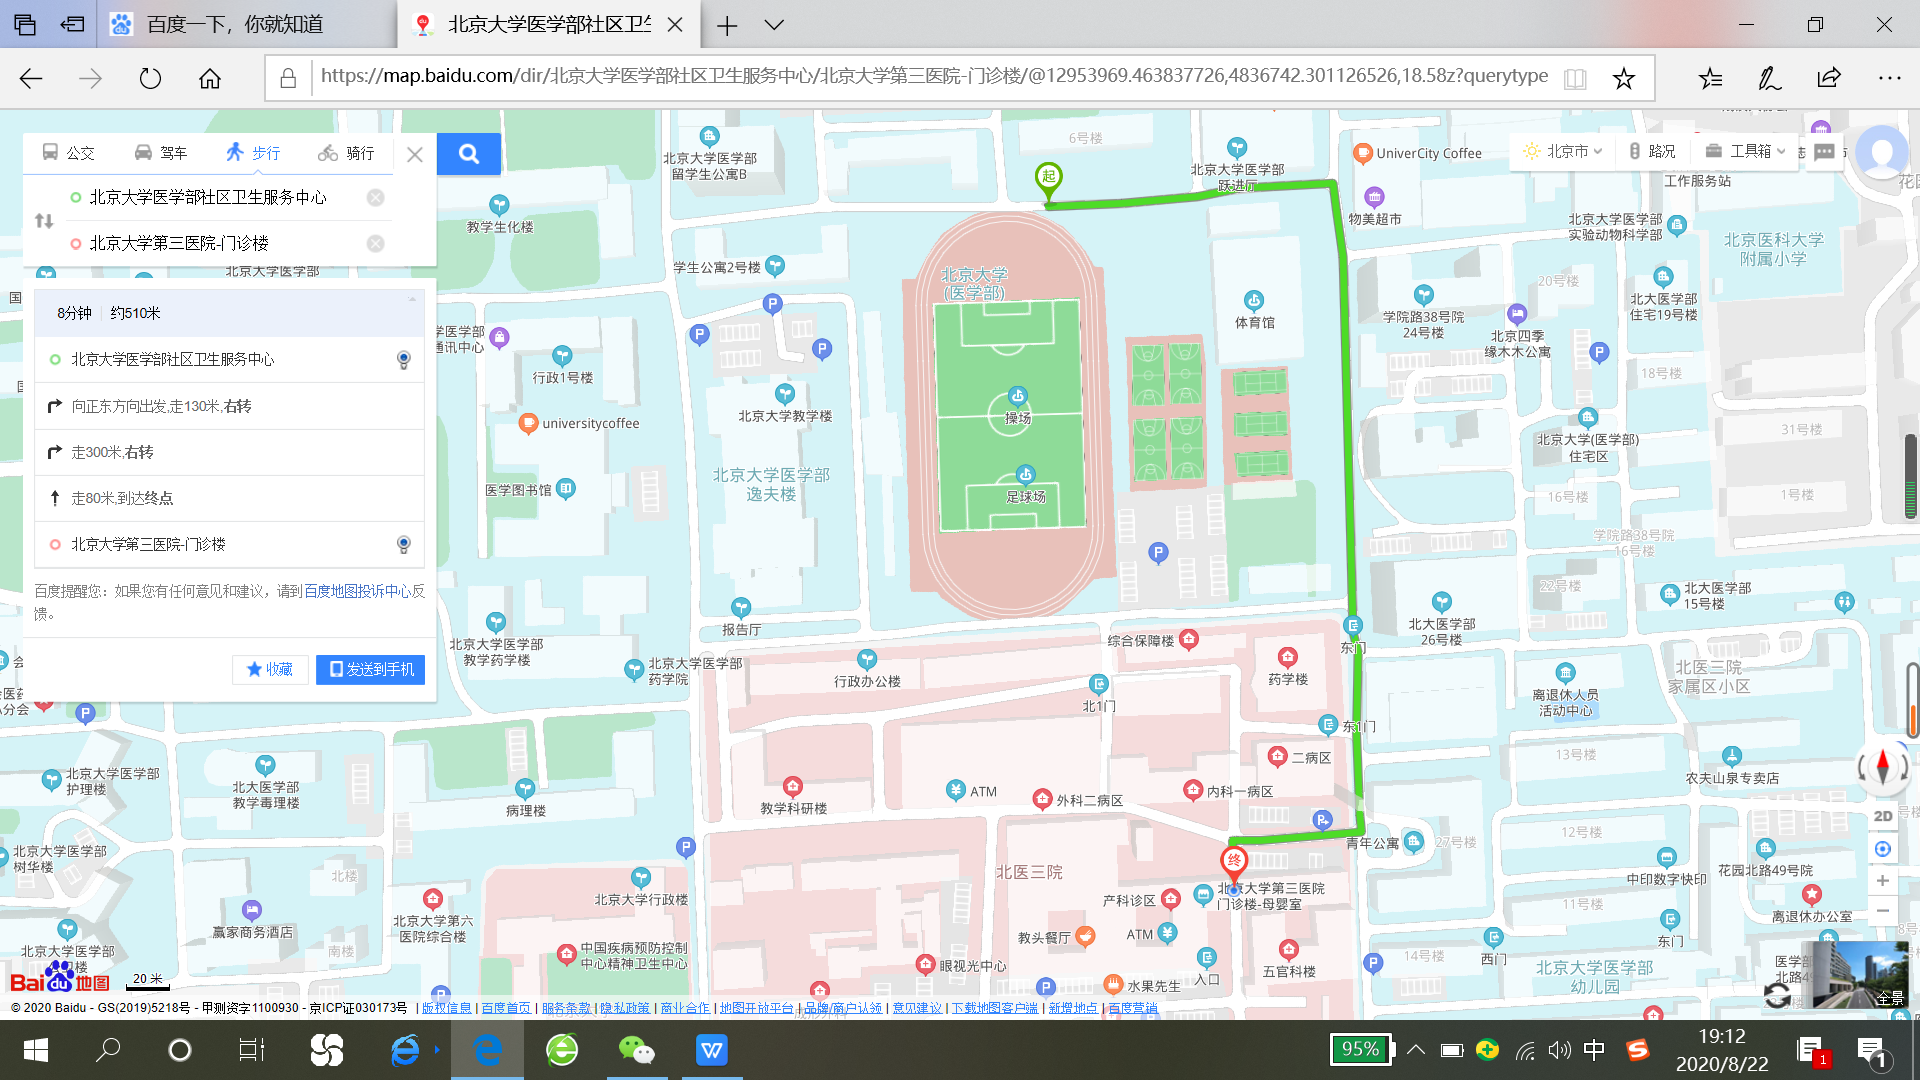 百度一下，你就知道
北京大学医学部社区卫生
https://map.baidu.com/dir/北京大学医学部社区卫生服务中心/北京大学第三医院-门诊楼/@12953969.463837726,4836742.301126526,18.58z?querytype
公交
驾车
步行
骑行
北京大学医学部社区卫生服务中心
北京大学第三医院-门诊楼
8分钟
约510米
北京大学医学部社区卫生服务中心
向正东方向出发,走130米,右转
走300米,右转
走80米,到达终点
北京大学第三医院-门诊楼
百度提醒您：如果您有任何意见和建议，请到百度地图投诉中心反
馈。
收藏
发送到手机
北京市
路况
工具箱
工作服务站
6号楼
北京大学医学部
留学生公寓B
起
北京大学医学部
跃进厅
UniverCity Coffee
物美超市
北京大学医学部
实验动物科学部
北京医科大学
附属小学
教学生化楼
北京大学医学部
学生公寓2号楼
北京大学
(医学部)
体育馆
学院路38号院
24号楼
20号楼
北京四季
缘木木公寓
北大医学部
住宅19号楼
18号楼
行政1号楼
北京大学教学楼
操场
universitycoffee
北京大学(医学部)
住宅区
31号楼
北京大学医学部
逸夫楼
医学图书馆
足球场
16号楼
1号楼
学院路38号院
16号楼
22号楼
北大医学部
15号楼
北大医学部
26号楼
报告厅
北京大学医学部
教学药学楼
北京大学医学部
药学院
综合保障楼
东门
行政办公楼
药学楼
北1门
东1门
离退休人员
活动中心
北医三院
家属区小区
13号楼
农夫山泉专卖店
二病区
北京大学医学部
护理楼
北大医学部
教学毒理楼
病理楼
教学科研楼
ATM
外科二病区
内科一病区
12号楼
青年公寓
27号楼
北京大学医学部
树华楼
北楼
北医三院
终
北京大学第三医院
门诊楼-母婴室
产科诊区
中印数字快印
花园北路49号院
11号楼
离退休办公室
北京大学行政楼
赢家商务酒店
北京大学第六
医院综合楼
南楼
教头餐厅
ATM
入口
五官科楼
西门
14号楼
东门
北京大学医学部
中国疾病预防控制
中心精神卫生中心
眼视光中心
水果先生
北京大学医学部
幼儿园
全景
2D
Bai du 地图
20 米
© 2020 Baidu - GS(2019)5218号 - 甲测资字1100930 - 京ICP证030173号 | 版权信息 | 百度首页 | 服务条款 | 隐私政策 | 商业合作 | 地图开放平台 | 品牌/商户认领 | 意见建议 | 下载地图客户端 | 新增地点 | 百度营销
95%
中
19:12
2020/8/22
1
1